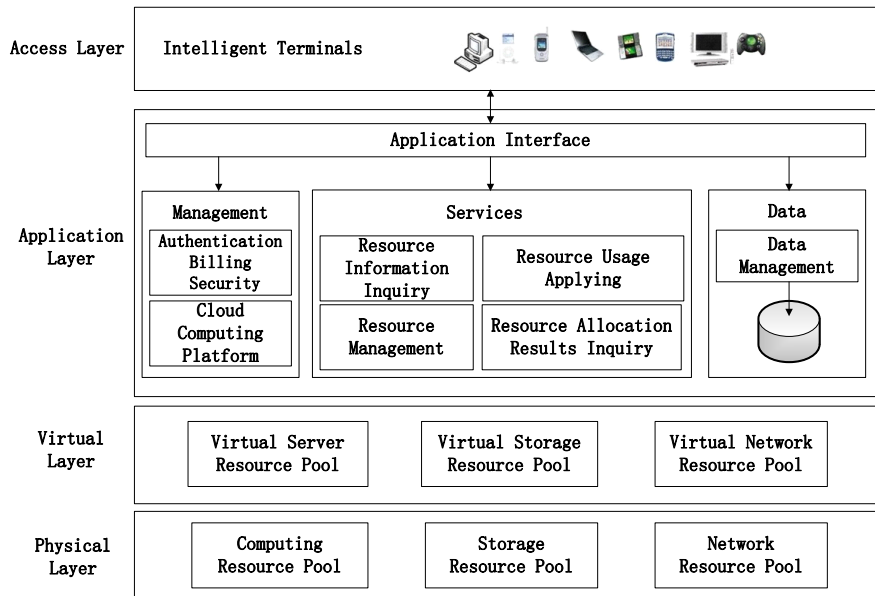 Access Layer
Intelligent Terminals
Application Interface
Application
Layer
Management
Authentication
Billing
Security
Cloud
Computing
Platform
Services
Resource
Information
Inquiry
Resource Usage
Applying
Resource
Management
Resource Allocation
Results Inquiry
Data
Data
Management
Virtual
Layer
Virtual Server
Resource Pool
Virtual Storage
Resource Pool
Virtual Network
Resource Pool
Physical
Layer
Computing
Resource Pool
Storage
Resource Pool
Network
Resource Pool